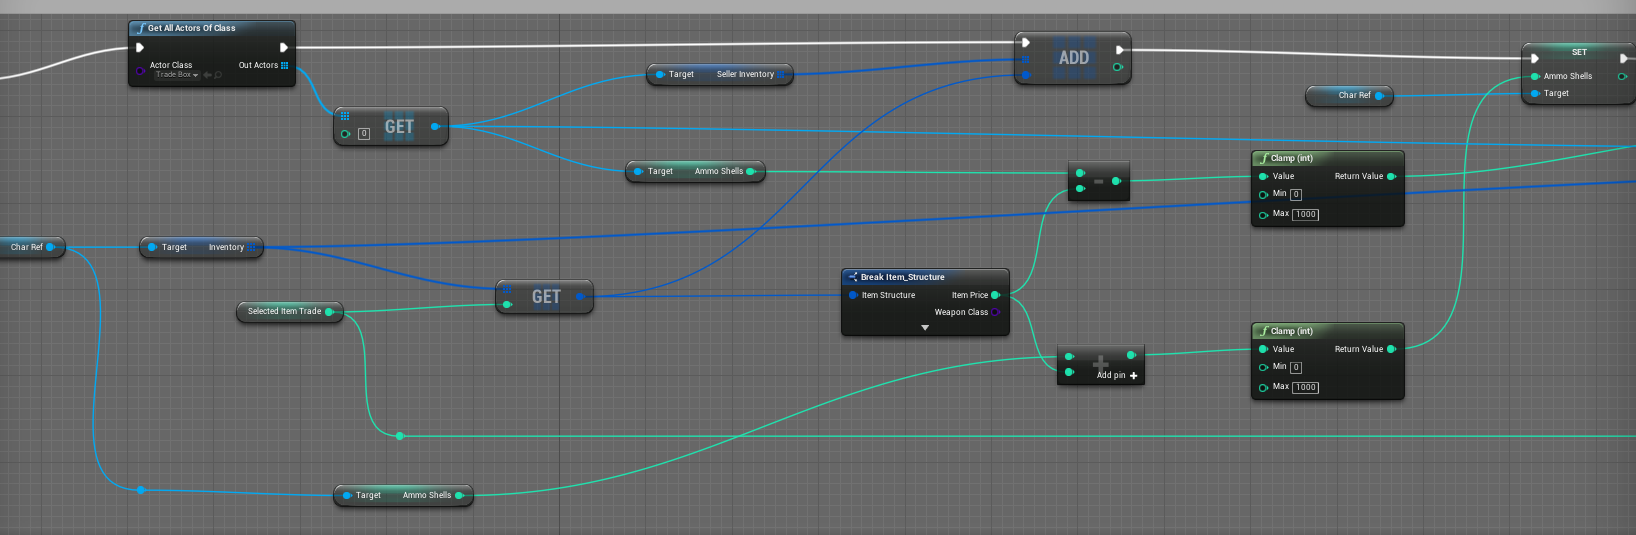 Get All Actors Of Class
Actor Class
Trade Box
Out Actors
0
GET
Target Seller Inventory
ADD
SET
Ammo Shells
Target
Char Ref
Target Ammo Shells
-
Clamp (int)
Value Return Value
Min 0
Max 1000
Char Ref
Target Inventory
Selected Item Trade
GET
Break Item_Structure
Item Structure Item Price
Weapon Class
+
Add pin +
Clamp (int)
Value Return Value
Min 0
Max 1000
Target Ammo Shells